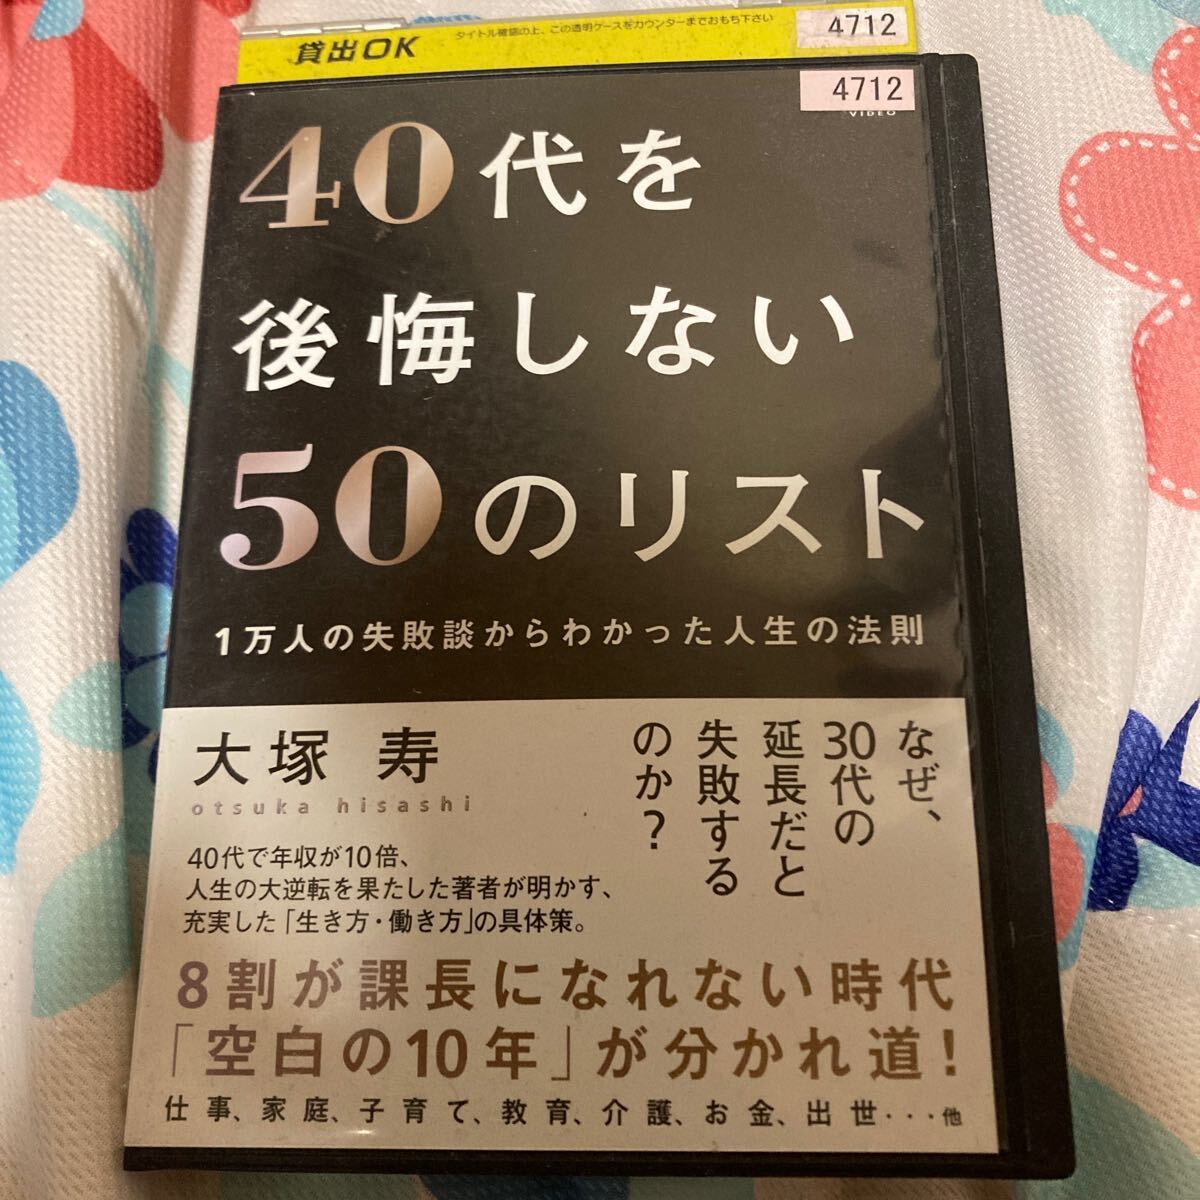 貸出OK
タイトル確認の上、この透明ケースをカウンターまでおもち下さい
4712
4712
VIDEO
40代を
後悔しない
50のリスト
1万人の失敗談からわかった人生の法則
大塚 寿
otsuka hisashi
なぜ、
30代の
延長だと
失敗する
のか?
40代で年収が10倍、
人生の大逆転を果たした著者が明かす、
充実した「生き方・働き方」の具体策。
8割が課長になれない時代
「空白の10年」が分かれ道!
仕事、家庭、子育て、教育、介護、お金、出世・・・他